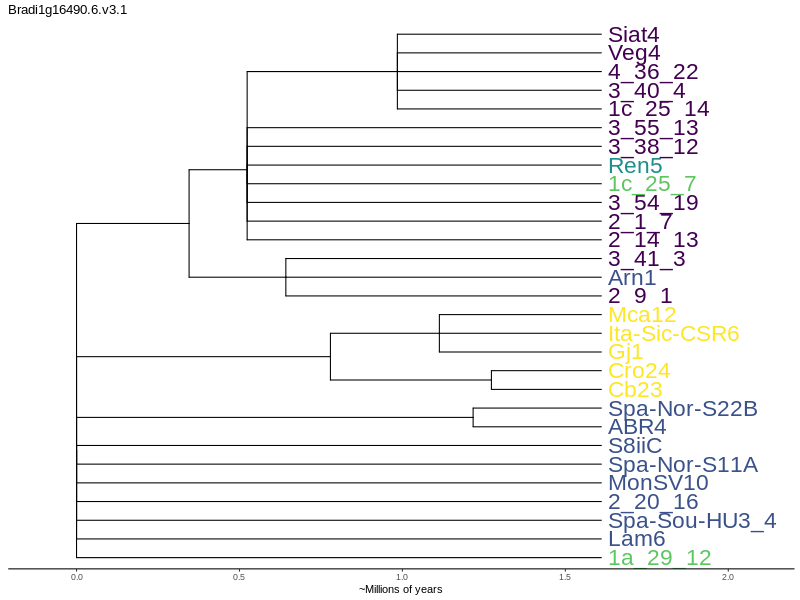 Bradi1g16490.6.v3.1
Siat4
Veg4
4_36_22
3_40_4
1c_25_14
3_55_13
3_38_12
Ren5
1c_25_7
3_54_19
2_1_7
2_14_13
3_41_3
Arn1
2_9_1
Mca12
Ita-Sic-CSR6
Gj1
Cro24
Cb23
Spa-Nor-S22B
ABR4
S8iiC
Spa-Nor-S11A
MonSV10
2_20_16
Spa-Sou-HU3_4
Lam6
1a_29_12
0.0 0.5 1.0 1.5 2.0
~Millions of years